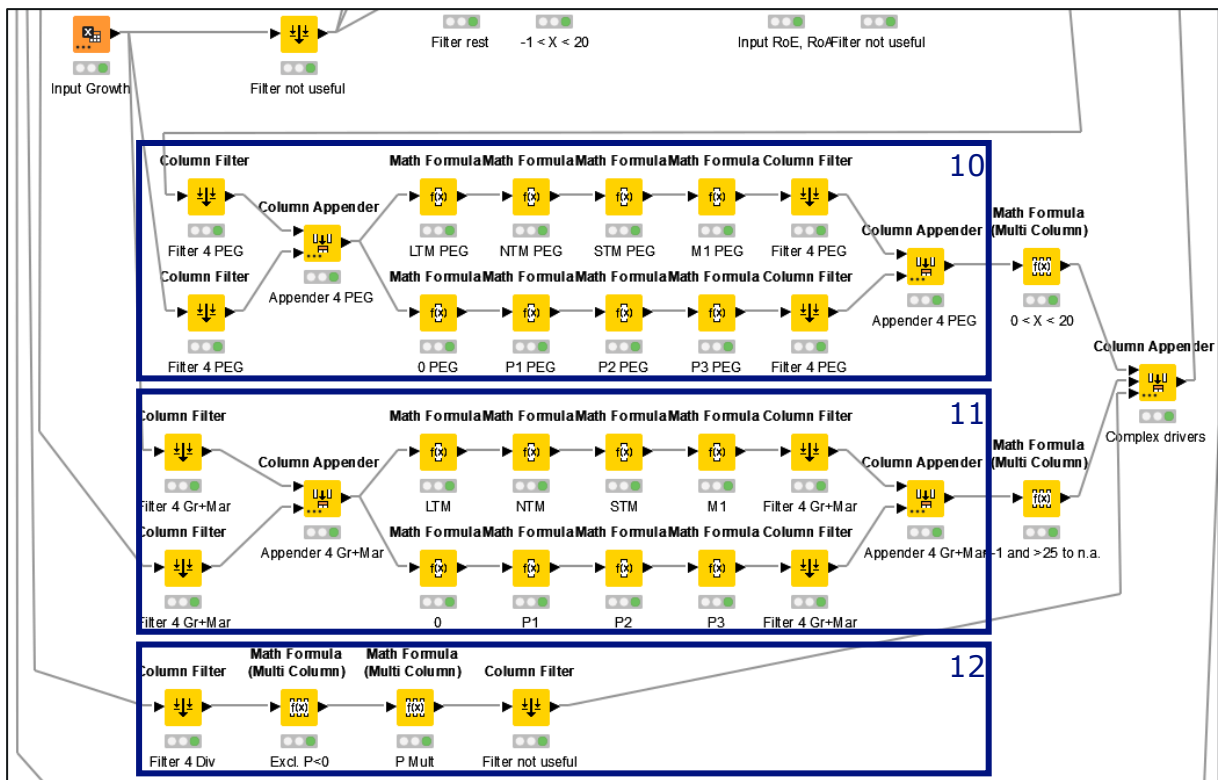 Filter rest
-1 < X < 20
Input RoE, RoA
Filter not useful
Input Growth
Filter not useful
10
Column Filter
Math Formula Math Formula Math Formula Math Formula Column Filter
Column Appender
Filter 4 PEG
LTM PEG
NTM PEG
STM PEG
M1 PEG
Filter 4 PEG
Math Formula
(Multi Column)
Column Appender
Column Filter
Appender 4 PEG
Math Formula Math Formula Math Formula Math Formula Column Filter
Appender 4 PEG
0 < X < 20
Filter 4 PEG
0 PEG
P1 PEG
P2 PEG
P3 PEG
Filter 4 PEG
Column Appender
11
Column Filter
Math Formula Math Formula Math Formula Math Formula Column Filter
Complex drivers
Column Appender
Column Appender
Math Formula
(Multi Column)
Filter 4 Gr+Mar
LTM
NTM
STM
M1
Filter 4 Gr+Mar
Column Filter
Appender 4 Gr+Mar
Math Formula Math Formula Math Formula Math Formula Column Filter
Appender 4 Gr+Mar
-1 and >25 to n.a.
Filter 4 Gr+Mar
0
P1
P2
P3
Filter 4 Gr+Mar
12
Column Filter
Math Formula
(Multi Column)
Math Formula
(Multi Column)
Column Filter
Filter 4 Div
Excl. P<0
P Mult
Filter not useful